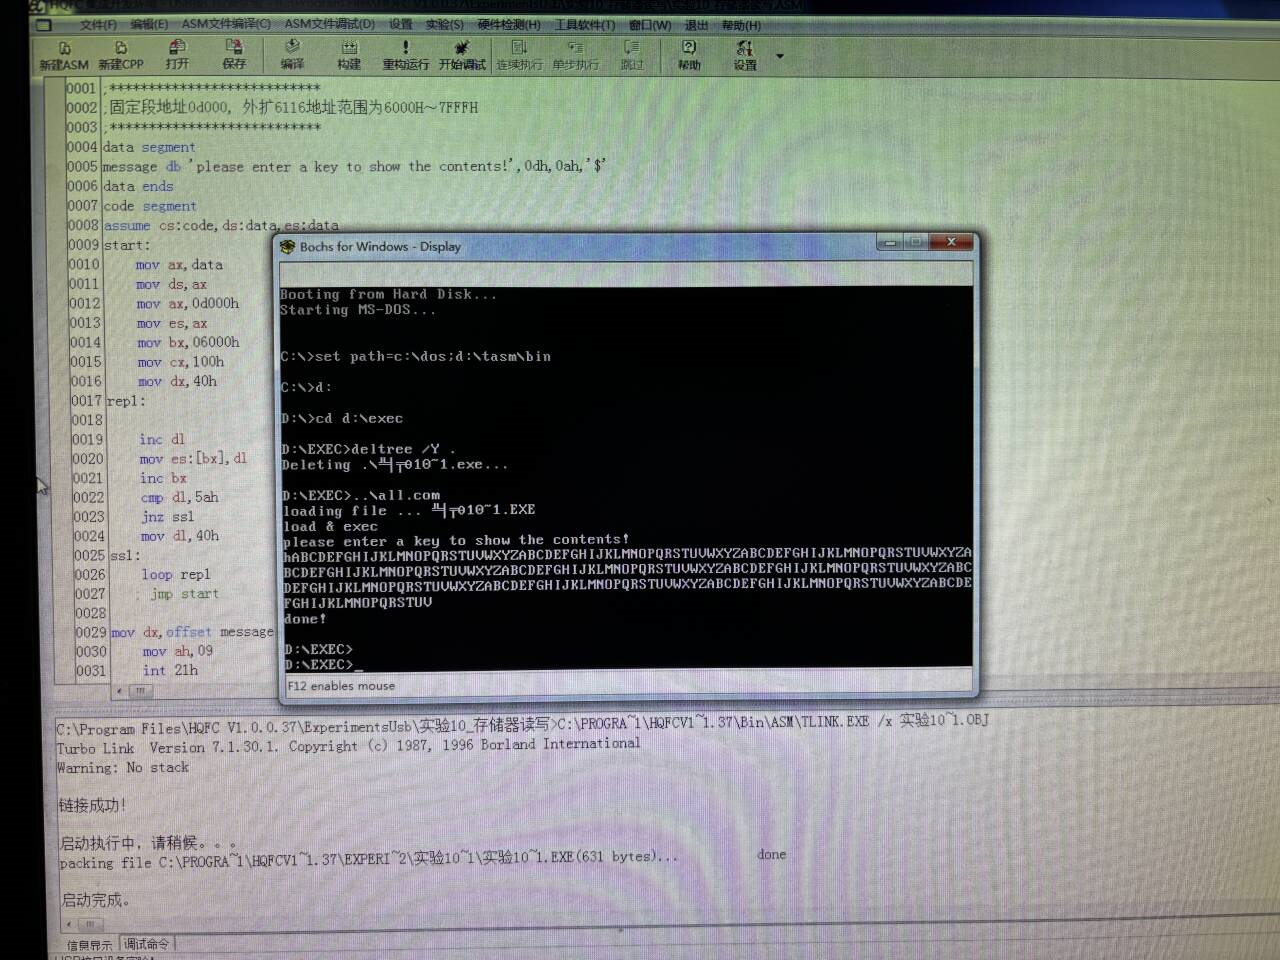 文件(F) 编辑(E) ASM文件编译(C) ASM文件调试(D) 设置 实验(S) 硬件检测(H) 工具软件(T) 窗口(W) 退出 帮助(H)
新建ASM 新建CPP 打开 保存 编译 构建 重构运行 开始调试 连续执行 单步执行 跳过 帮助 设置
0001 ;***************************
0002 ;固定段地址0d000, 外扩6116地址范围为6000H～7FFFH
0003 ;***************************
0004 data segment
0005 message db 'please enter a key to show the contents!',0dh,0ah,'$'
0006 data ends
0007 code segment
0008 assume cs:code,ds:data,es:data
0009 start:
0010 mov ax,data
0011 mov ds,ax
0012 mov ax,0d000h
0013 mov es,ax
0014 mov bx,06000h
0015 mov cx,100h
0016 mov dx,40h
0017 rep1:
0018
0019 inc dl
0020 mov es:[bx],dl
0021 inc bx
0022 cmp dl,5ah
0023 jnz ss1
0024 mov dl,40h
0025 ss1:
0026 loop rep1
0027 ; jmp start
0028
0029 mov dx,offset message
0030 mov ah,09
0031 int 21h
Bochs for Windows - Display
Booting from Hard Disk...
Starting MS-DOS...
C:\>set path=c:\dos;d:\tasm\bin
C:\>d:
D:\>cd d:\exec
D:\EXEC>deltree /Y .
Deleting .\╩╡╤010~1.exe...
D:\EXEC>..\all.com
loading file ... ╩╡╤010~1.EXE
load & exec
please enter a key to show the contents!
hABCDEFGHIJKLMNOPQRSTUVWXYZABCDEFGHIJKLMNOPQRSTUVWXYZABCDEFGHIJKLMNOPQRSTUVWXYZA
BCDEFGHIJKLMNOPQRSTUVWXYZABCDEFGHIJKLMNOPQRSTUVWXYZABCDEFGHIJKLMNOPQRSTUVWXYZABC
DEFGHIJKLMNOPQRSTUVWXYZABCDEFGHIJKLMNOPQRSTUVWXYZABCDEFGHIJKLMNOPQRSTUVWXYZABCDE
FGHIJKLMNOPQRSTUV
done!
D:\EXEC>
D:\EXEC>_
F12 enables mouse
C:\Program Files\HQFC V1.0.0.37\ExperimentsUsb\实验10_存储器读写>C:\PROGRA~1\HQFCV1~1.37\Bin\ASM\TLINK.EXE /x 实验10~1.OBJ
Turbo Link Version 7.1.30.1. Copyright (c) 1987, 1996 Borland International
Warning: No stack
链接成功!
启动执行中，请稍候。。。
packing file C:\PROGRA~1\HQFCV1~1.37\EXPERI~2\实验10~1\实验10~1.EXE(631 bytes)... done
启动完成。
信息显示 调试命令